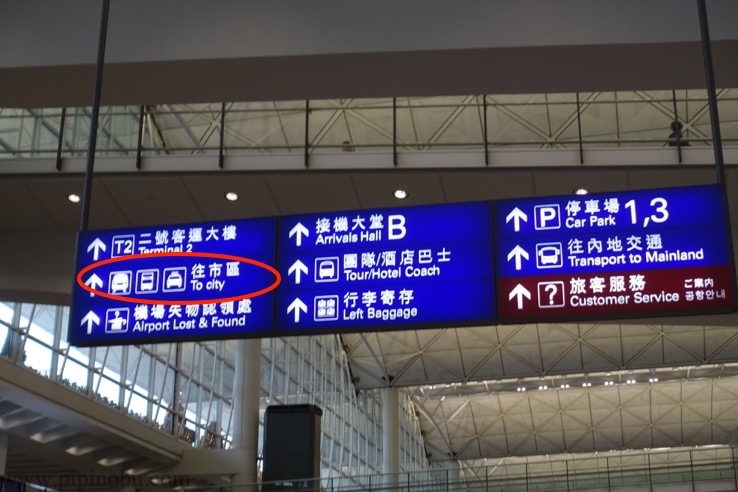 T2 二號客運大樓
Terminal 2
往市區
To city
機場失物認領處
Airport Lost & Found
接機大堂 B
Arrivals Hall
團隊/酒店巴士
Tour/Hotel Coach
行李寄存
Left Baggage
P 停車場 1,3
Car Park
往內地交通
Transport to Mainland
? 旅客服務 ご案内
Customer Service 공항안내
www.pipinobu.com